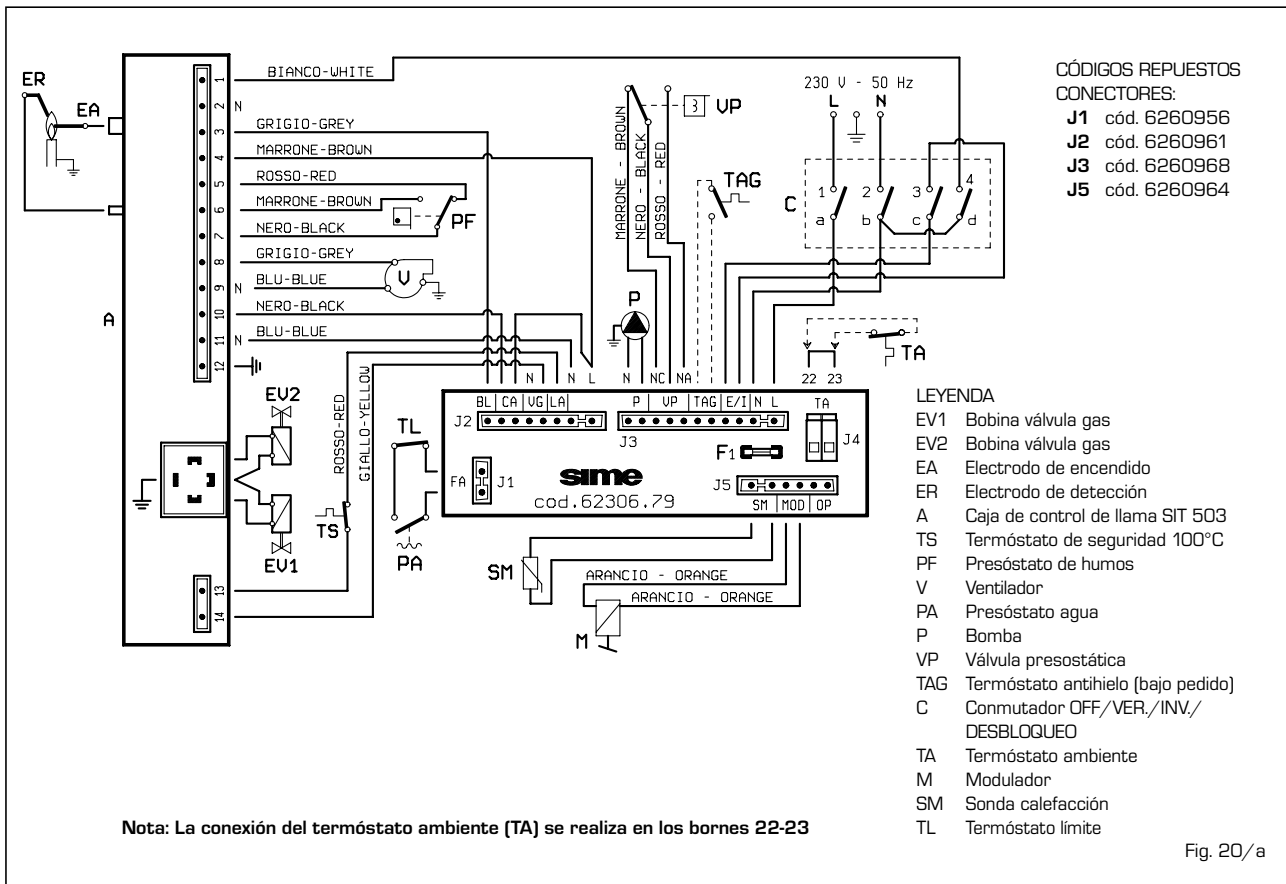 ER
EA
A
1
2
3
4
5
6
7
8
9
10
11
12
13
14
BIANCO-WHITE
N
GRIGIO-GREY
MARRONE-BROWN
ROSSO-RED
MARRONE-BROWN
NERO-BLACK
PF
GRIGIO-GREY
BLU-BLUE
N
V
NERO-BLACK
BLU-BLUE
N
EV2
EV1
ROSSO-RED
GIALLO-YELLOW
TS
TL
PA
MARRONE - BROWN
NERO - BLACK
ROSSO - RED
VP
TAG
P
230 V - 50 Hz
L N
C
1 2 3 4
a b c d
TA
22 23
N N L
N NC NA
BL CA VG LA
J2
P VP TAG E/I N L
J3
TA
J4
F1
FA
J1
sime
cod.62306.79
J5
SM MOD OP
SM
ARANCIO - ORANGE
ARANCIO - ORANGE
M
CÓDIGOS REPUESTOS
CONECTORES:
J1 cód. 6260956
J2 cód. 6260961
J3 cód. 6260968
J5 cód. 6260964
LEYENDA
EV1 Bobina válvula gas
EV2 Bobina válvula gas
EA Electrodo de encendido
ER Electrodo de detección
A Caja de control de llama SIT 503
TS Termóstato de seguridad 100°C
PF Presóstato de humos
V Ventilador
PA Presóstato agua
P Bomba
VP Válvula presostática
TAG Termóstato antihielo (bajo pedido)
C Conmutador OFF/VER./INV./
DESBLOQUEO
TA Termóstato ambiente
M Modulador
SM Sonda calefacción
TL Termóstato límite
Nota: La conexión del termóstato ambiente (TA) se realiza en los bornes 22-23
Fig. 20/a